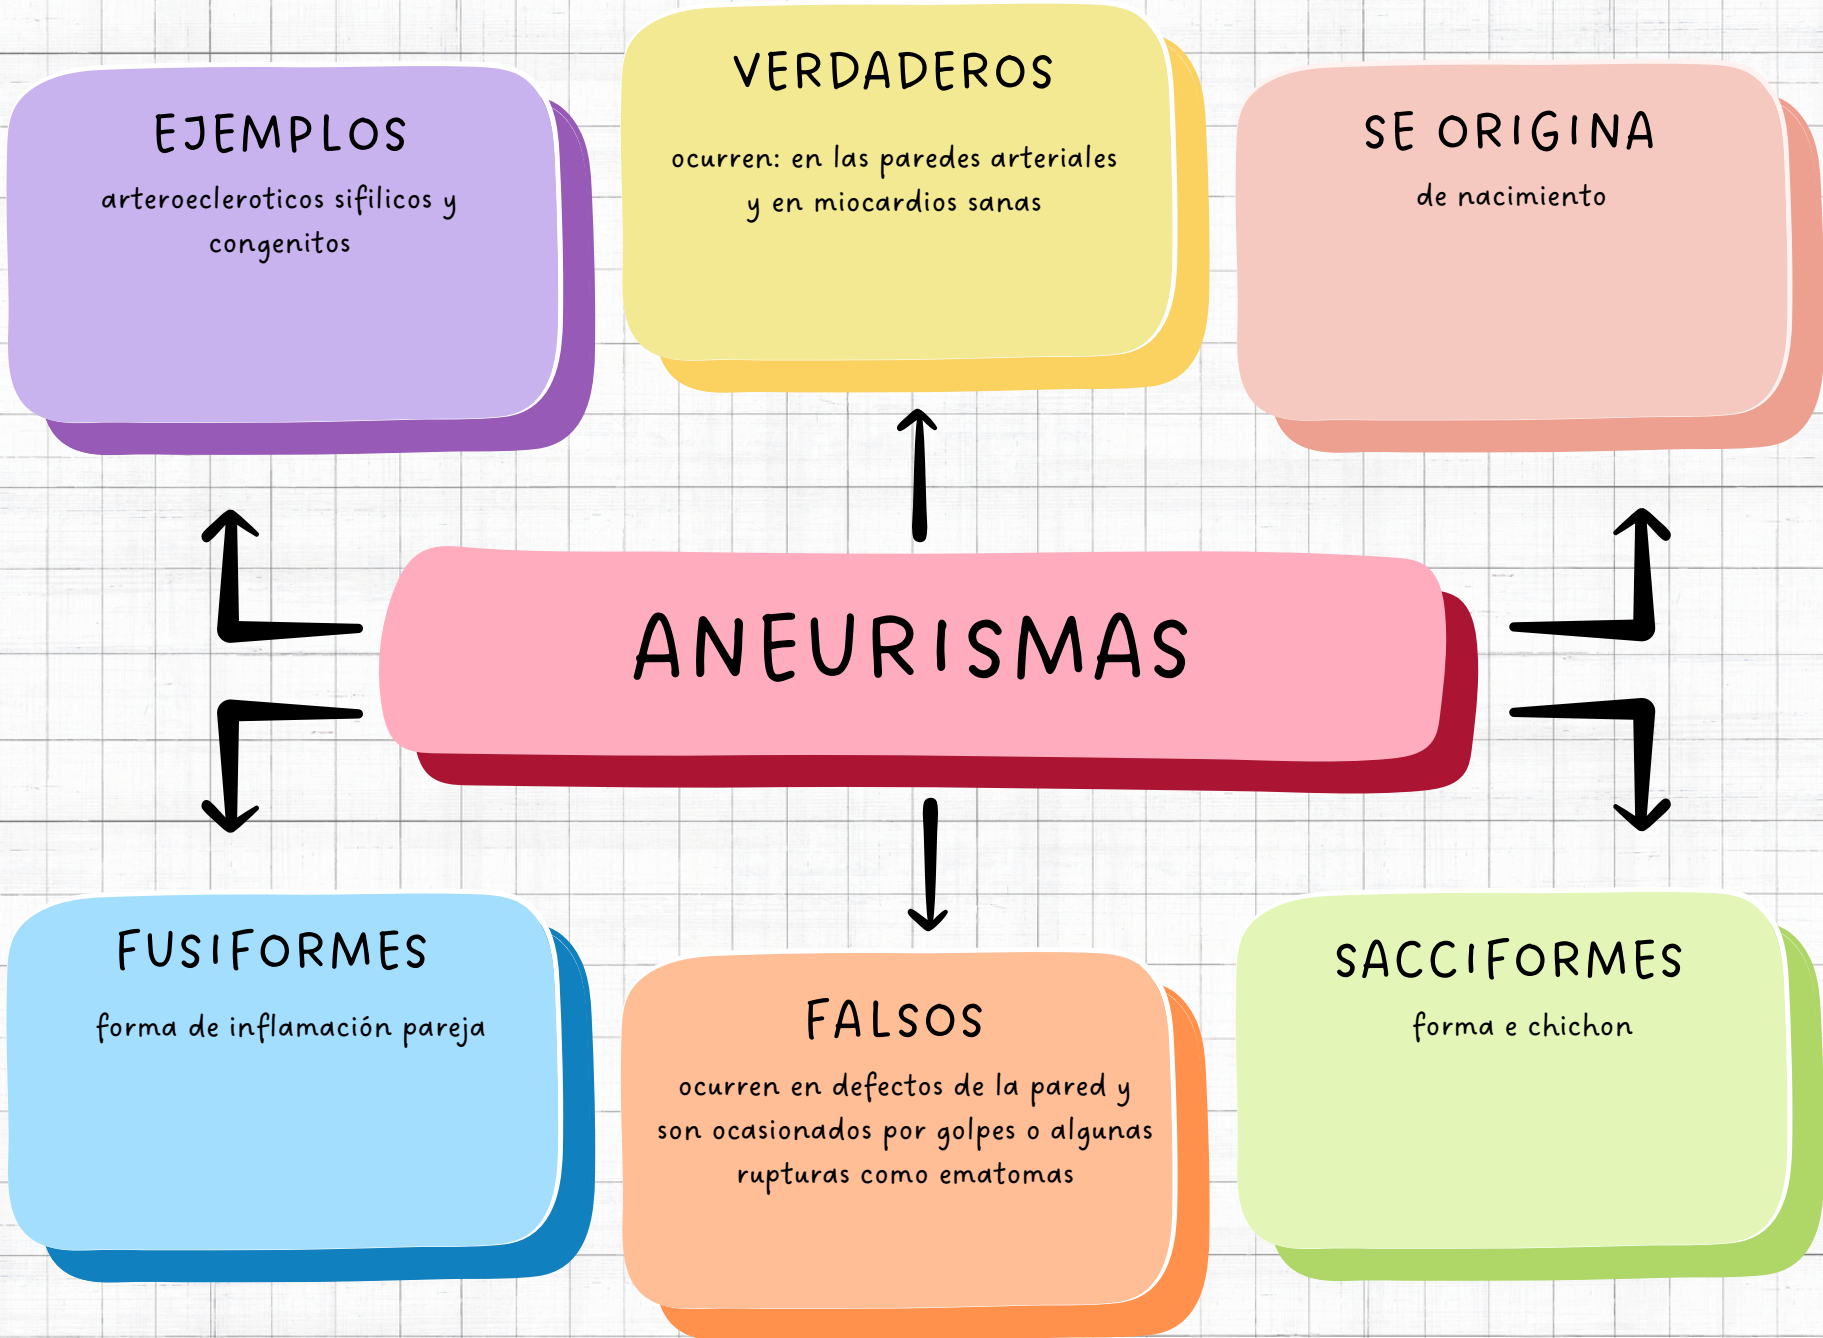 EJEMPLOS
arteroecleroticos sifilicos y
congenitos
VERDADEROS
ocurren: en las paredes arteriales
y en miocardios sanas
SE ORIGINA
de nacimiento
ANEURISMAS
FUSIFORMES
forma de inflamación pareja
FALSOS
ocurren en defectos de la pared y
son ocasionados por golpes o algunas
rupturas como ematomas
SACCIFORMES
forma e chichon